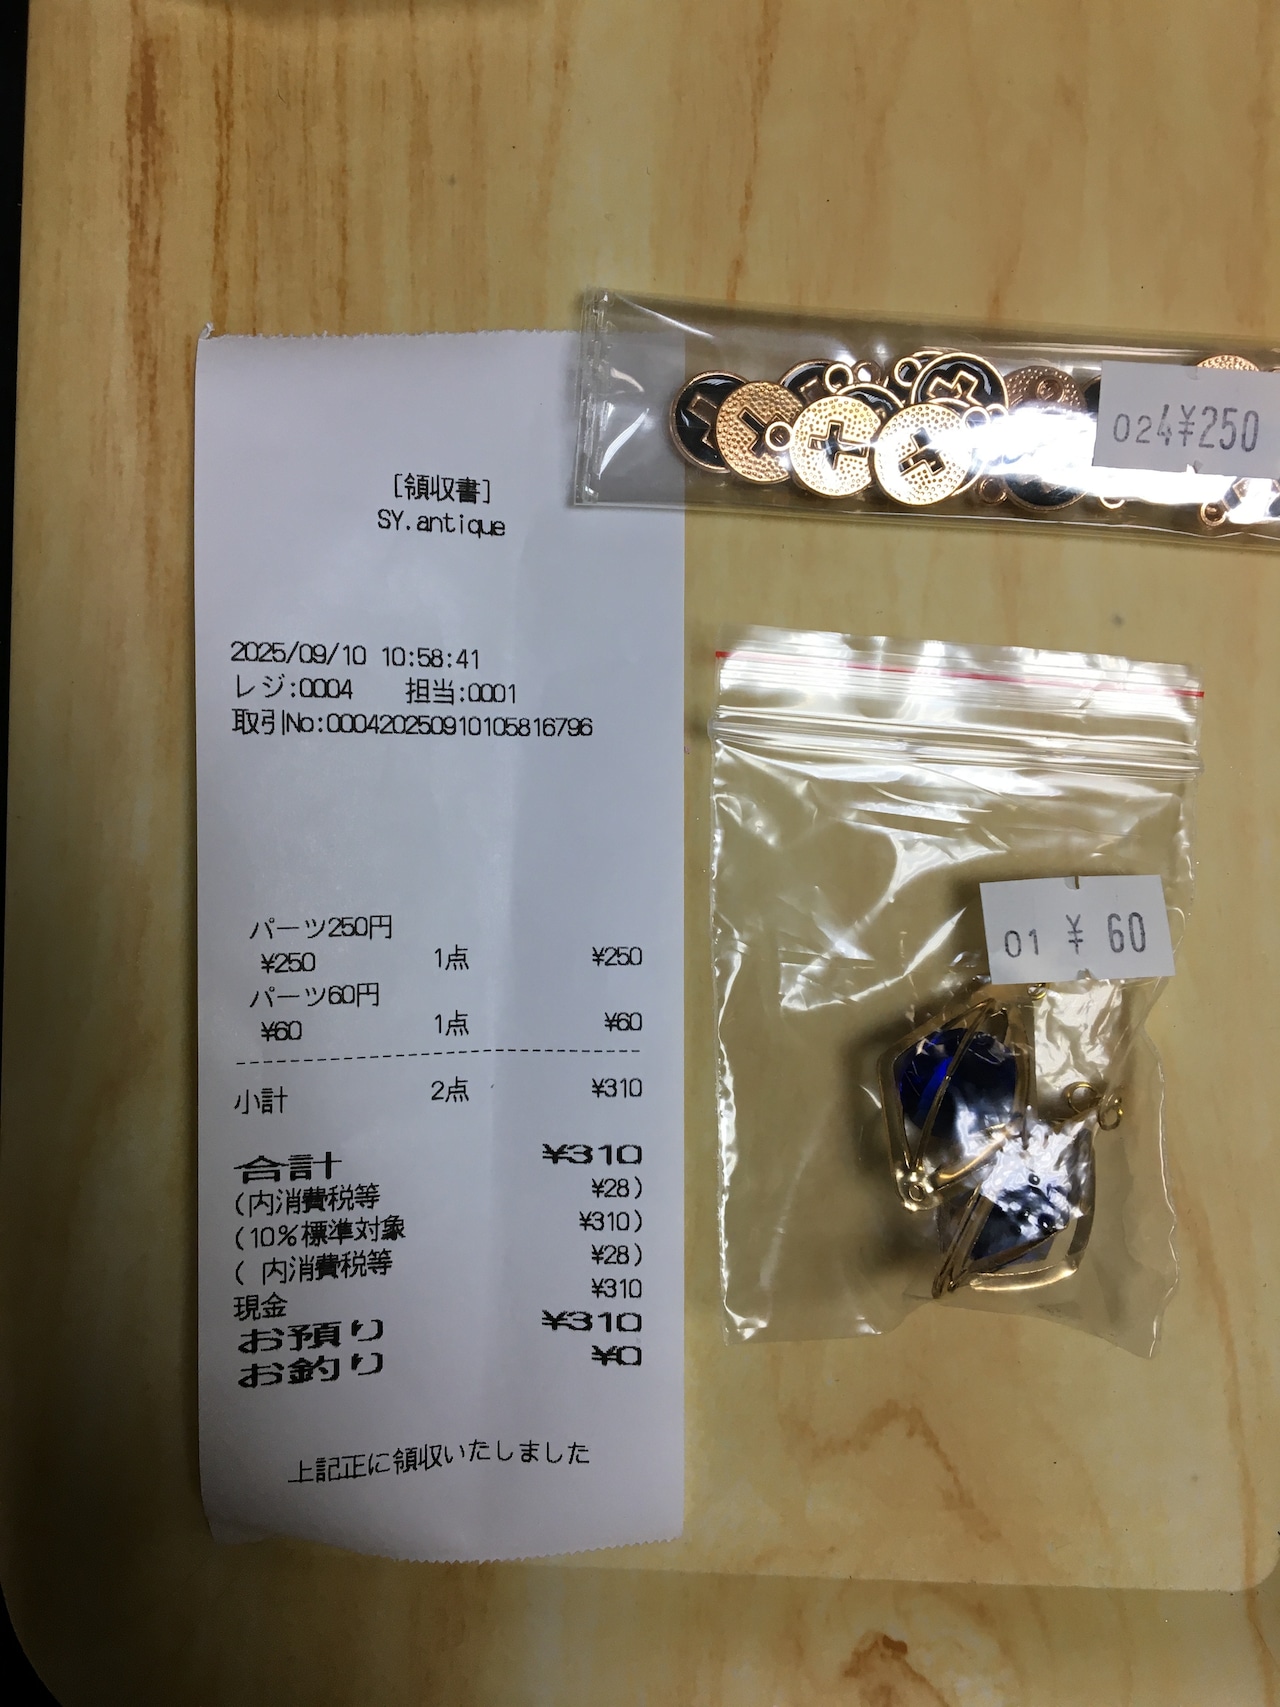 [領収書]
SY.antique
2025/09/10 10:58:41
レジ:0004 担当:0001
取引No:00042025091010581​6796
パーツ250円
¥250 1点 ¥250
パーツ60円
¥60 1点 ¥60
小計 2点 ¥310
合計 ¥310
(内消費税等 ¥28)
(10%標準対象 ¥310)
( 内消費税等 ¥28)
現金 ¥310
お預り ¥310
お釣り ¥0
上記正に領収いたしました
024¥250
01 ¥ 60